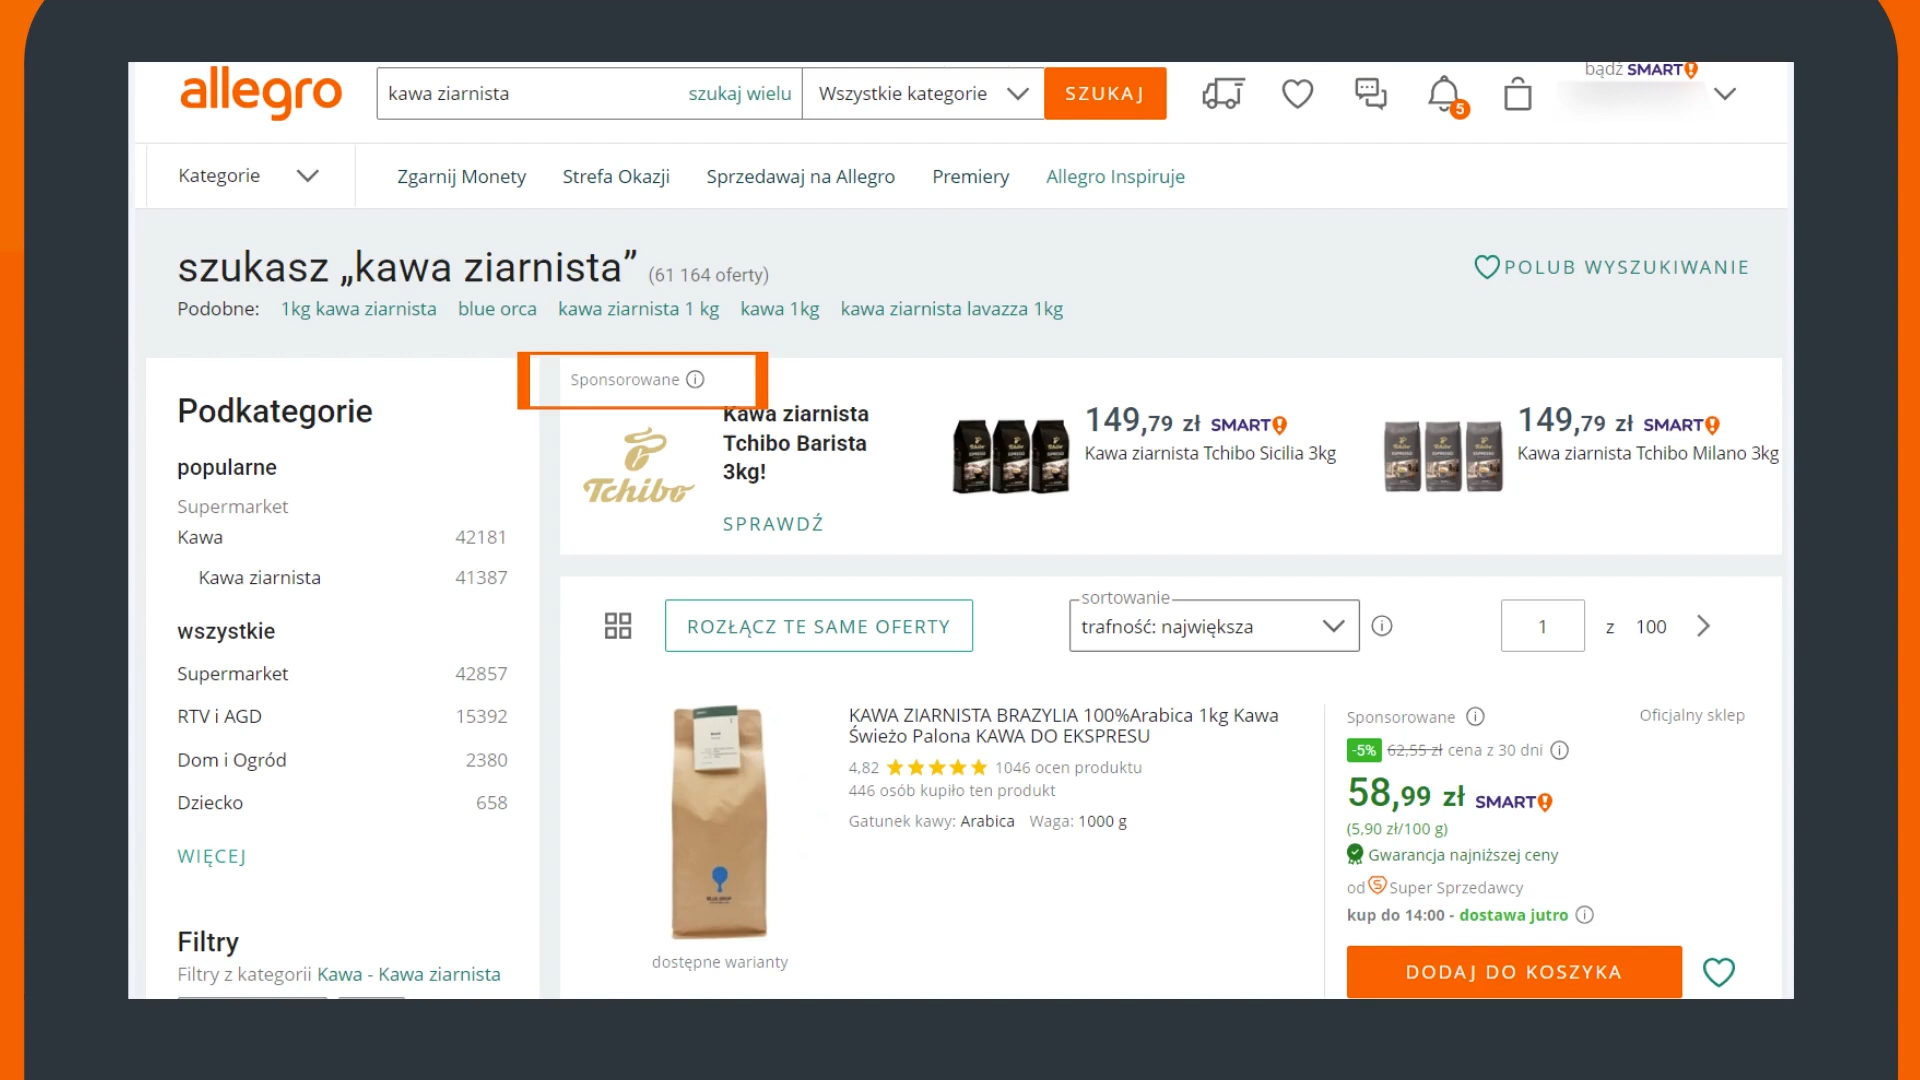 bądź SMART!
allegro
kawa ziarnista
szukaj wielu
Wszystkie kategorie
SZUKAJ
5
Kategorie
Zgarnij Monety
Strefa Okazji
Sprzedawaj na Allegro
Premiery
Allegro Inspiruje
szukasz „kawa ziarnista” (61 164 oferty)
POLUB WYSZUKIWANIE
Podobne: 1kg kawa ziarnista blue orca kawa ziarnista 1 kg kawa 1kg kawa ziarnista lavazza 1kg
Podkategorie
popularne
Supermarket
Kawa 42181
Kawa ziarnista 41387
wszystkie
Supermarket 42857
RTV i AGD 15392
Dom i Ogród 2380
Dziecko 658
WIĘCEJ
Filtry
Filtry z kategorii Kawa - Kawa ziarnista
Sponsorowane
Tchibo
Kawa ziarnista
Tchibo Barista
3kg!
SPRAWDŹ
149,79 zł SMART!
Kawa ziarnista Tchibo Sicilia 3kg
149,79 zł SMART!
Kawa ziarnista Tchibo Milano 3kg
ROZŁĄCZ TE SAME OFERTY
sortowanie
trafność: największa
1 z 100
KAWA ZIARNISTA BRAZYLIA 100%Arabica 1kg Kawa
Świeżo Palona KAWA DO EKSPRESU
4,82 1046 ocen produktu
446 osób kupiło ten produkt
Gatunek kawy: Arabica Waga: 1000 g
dostępne warianty
Sponsorowane
Oficjalny sklep
-5% 62,55 zł cena z 30 dni
58,99 zł SMART!
(5,90 zł/100 g)
Gwarancja najniższej ceny
od Super Sprzedawcy
kup do 14:00 - dostawa jutro
DODAJ DO KOSZYKA